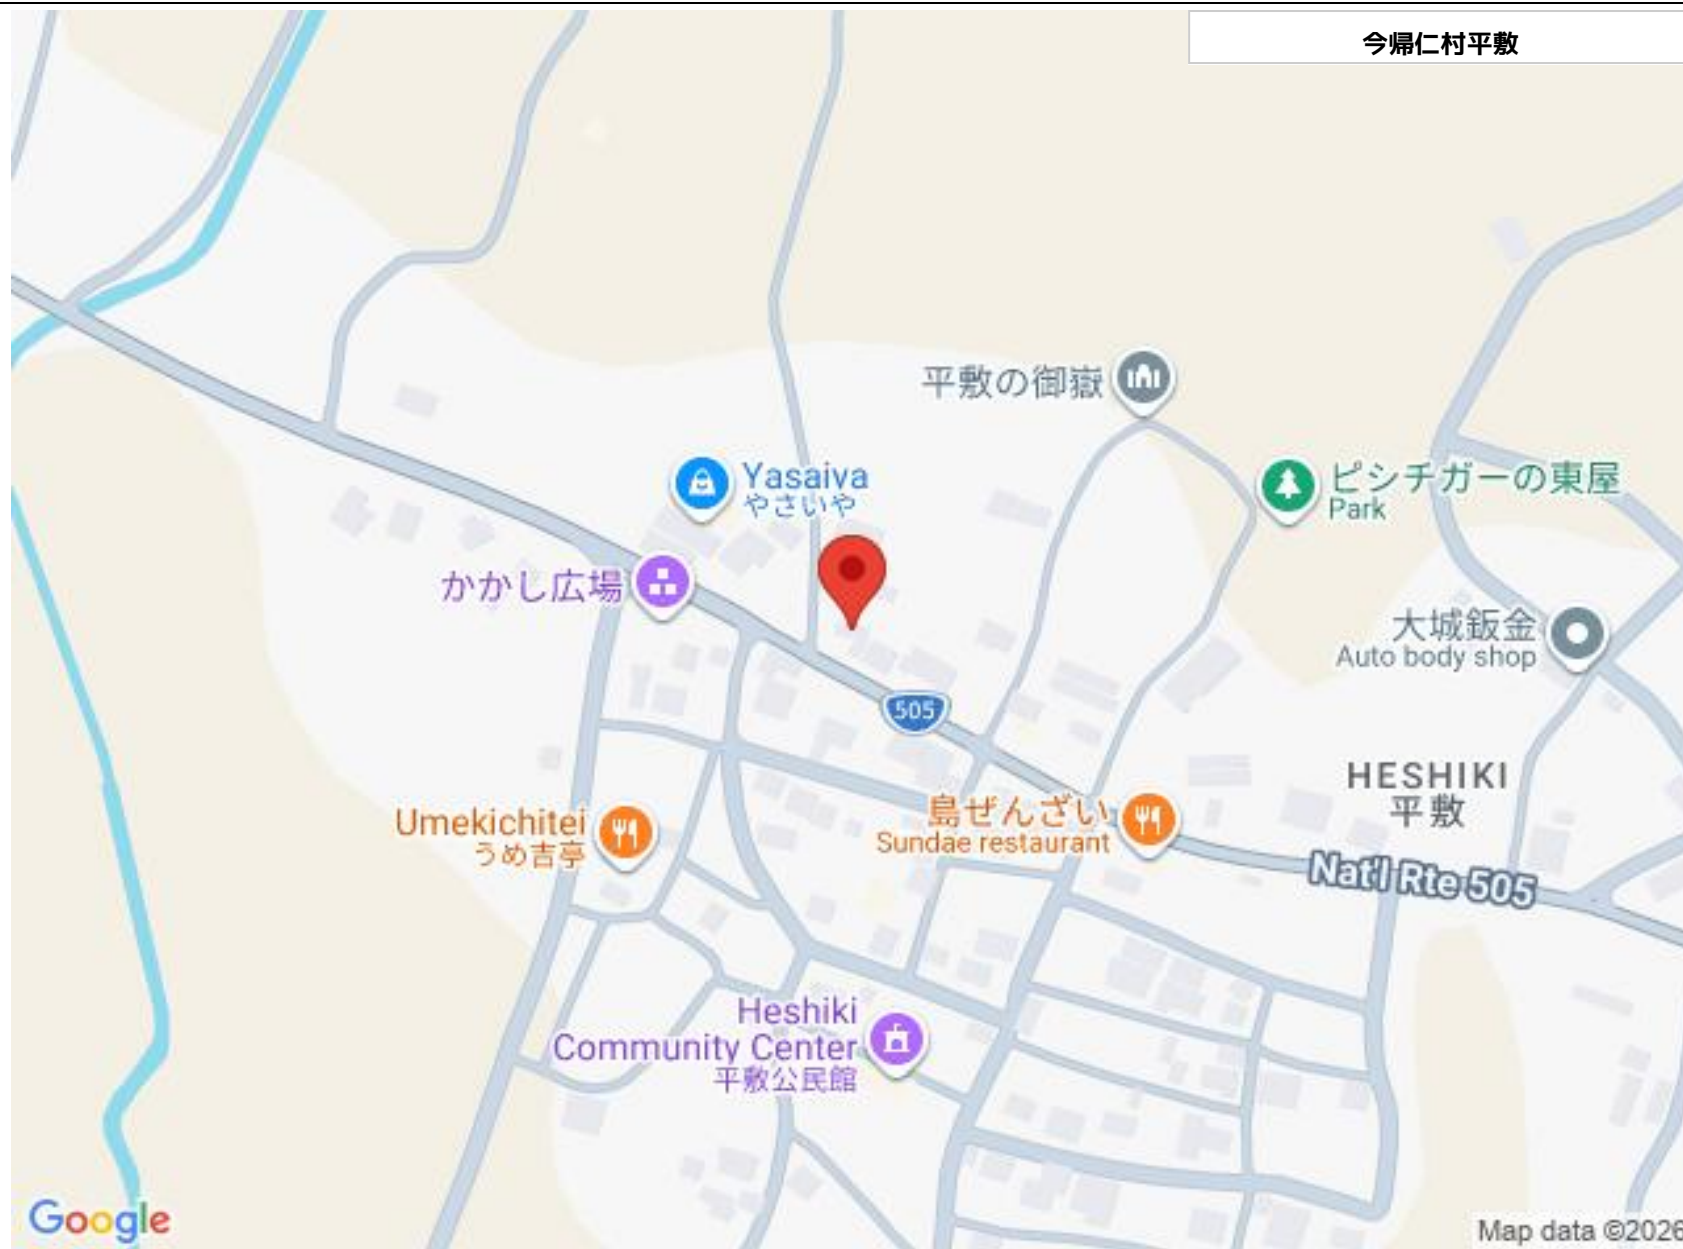 今帰仁村平敷
平敷の御嶽
Yasaiya
やさいや
ピシチガーの東屋
Park
かかし広場
大城鈑金
Auto body shop
505
HESHIKI
平敷
島ぜんざい
Sundae restaurant
Umekichitei
うめ吉亭
Nat'l Rte 505
Heshiki
Community Center
平敷公民館
Google
Map data ©2026